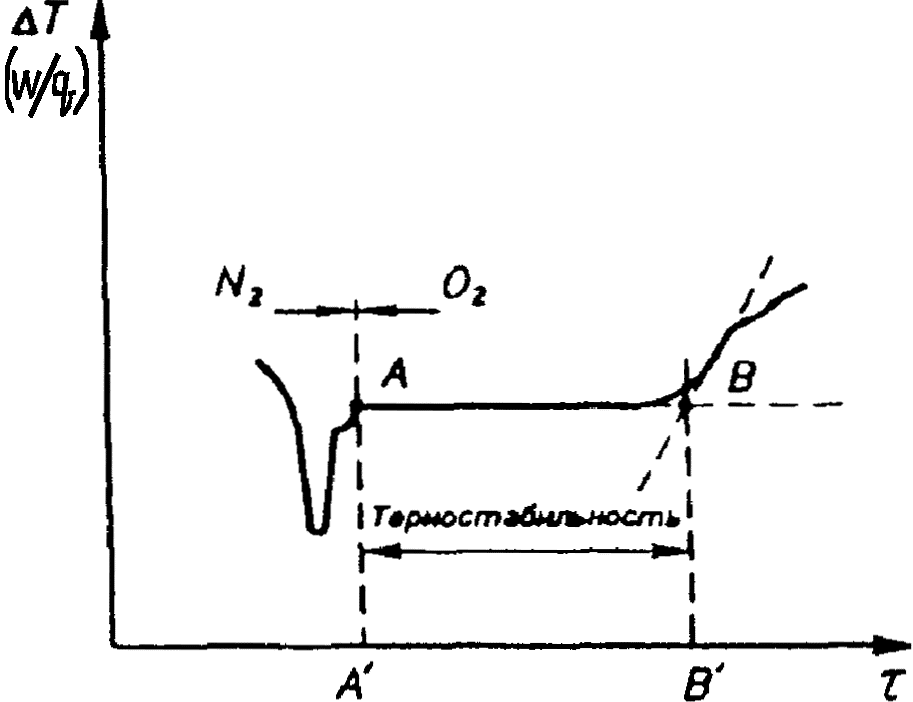 ΔT
(W/q)
N₂ O₂
A B
Термостабильность
A' B' τ